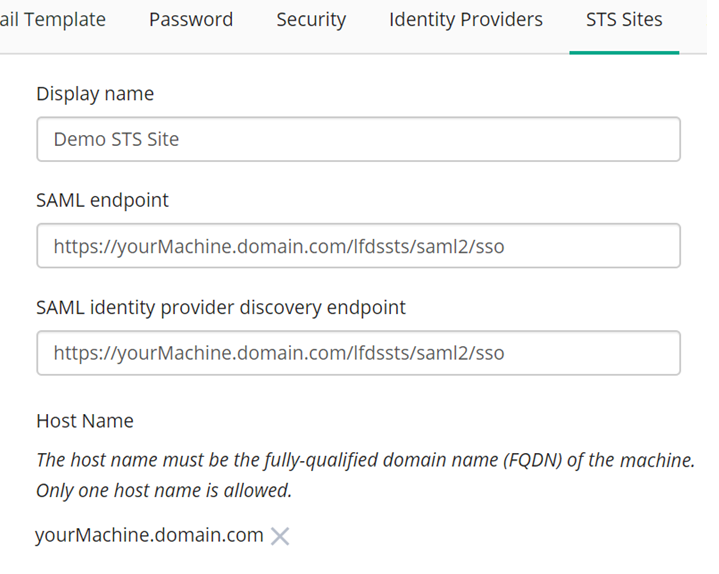 ail Template Password Security Identity Providers STS Sites
Display name
Demo STS Site
SAML endpoint
https://yourMachine.domain.com/lfdssts/saml2/sso
SAML identity provider discovery endpoint
https://yourMachine.domain.com/lfdssts/saml2/sso
Host Name
The host name must be the fully-qualified domain name (FQDN) of the machine.
Only one host name is allowed.
yourMachine.domain.com